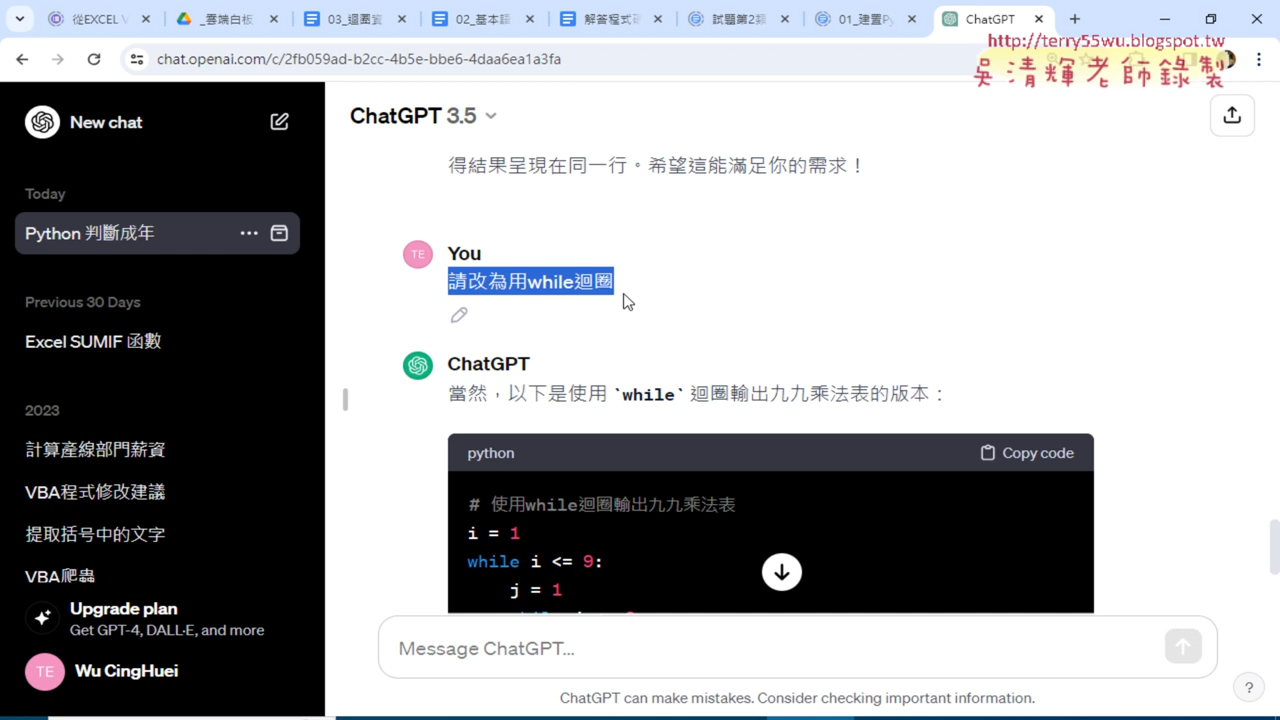 從EXCEL V
_雲端白板
03_迴圈宜
02_基本語
解答程式碼
試題第2類
01_建置Py
ChatGPT
chat.openai.com/c/2fb059ad-b2cc-4b5e-bbe6-4daa6ea1a3fa
http://terry55wu.blogspot.tw
吳清輝老師錄製
New chat
ChatGPT 3.5
得結果呈現在同一行。希望這能滿足你的需求！
Today
Python 判斷成年
Previous 30 Days
Excel SUMIF 函數
2023
計算產線部門薪資
VBA程式修改建議
提取括号中的文字
VBA爬蟲
Upgrade plan
Get GPT-4, DALL·E, and more
TE
Wu CingHuei
TE
You
請改為用while迴圈
ChatGPT
當然，以下是使用 `while` 迴圈輸出九九乘法表的版本：
python
Copy code
# 使用while迴圈輸出九九乘法表
i = 1
while i <= 9:
j = 1
Message ChatGPT...
ChatGPT can make mistakes. Consider checking important information.
?